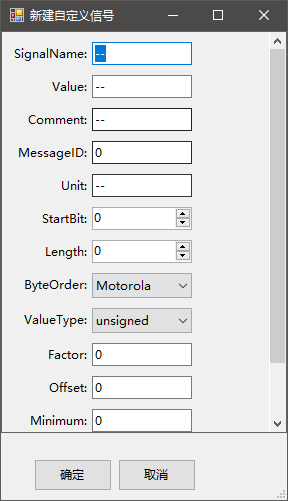 新建自定义信号
SignalName: --
Value: --
Comment: --
MessageID: 0
Unit: --
StartBit: 0
Length: 0
ByteOrder: Motorola
ValueType: unsigned
Factor: 0
Offset: 0
Minimum: 0
确定 取消